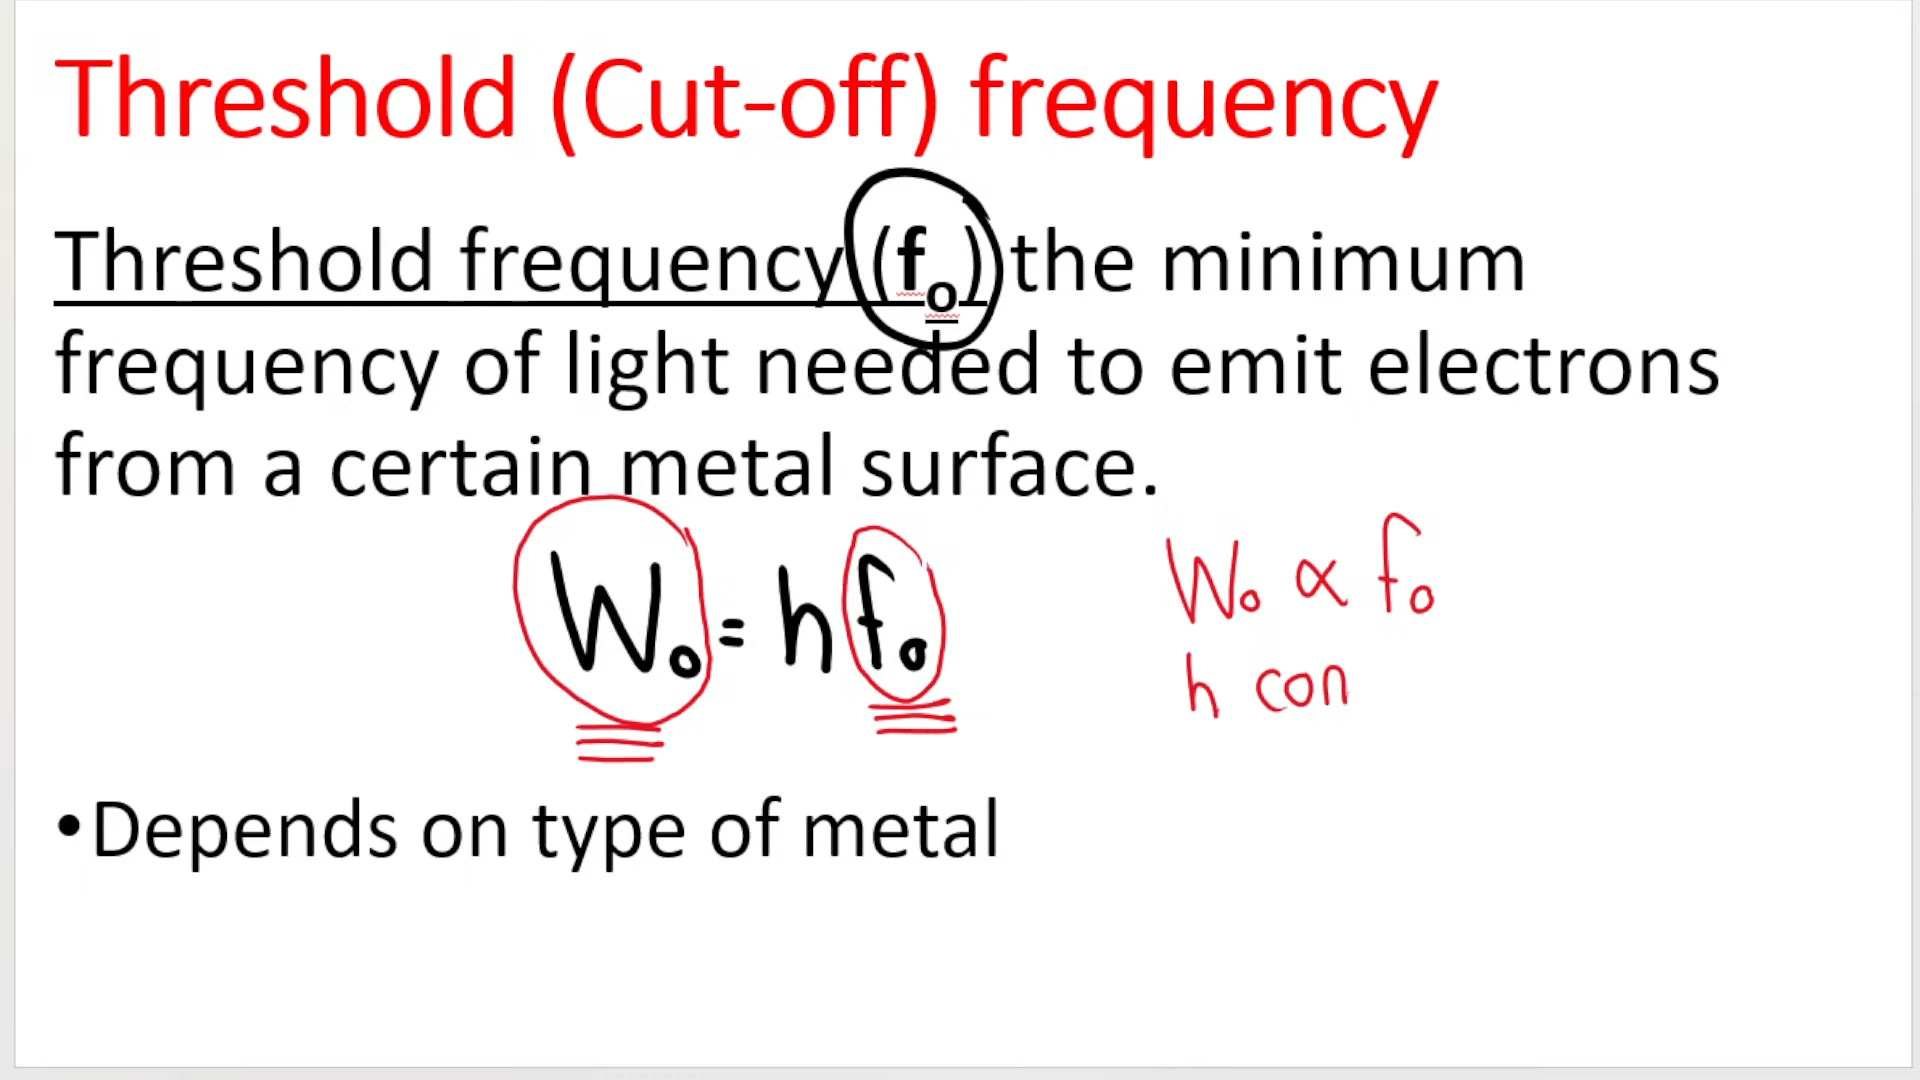 Threshold (Cut-off) frequency
Threshold frequency (fₒ) the minimum
frequency of light needed to emit electrons
from a certain metal surface.
Wₒ = hfₒ
Wₒ ∝ fₒ
h con
•Depends on type of metal